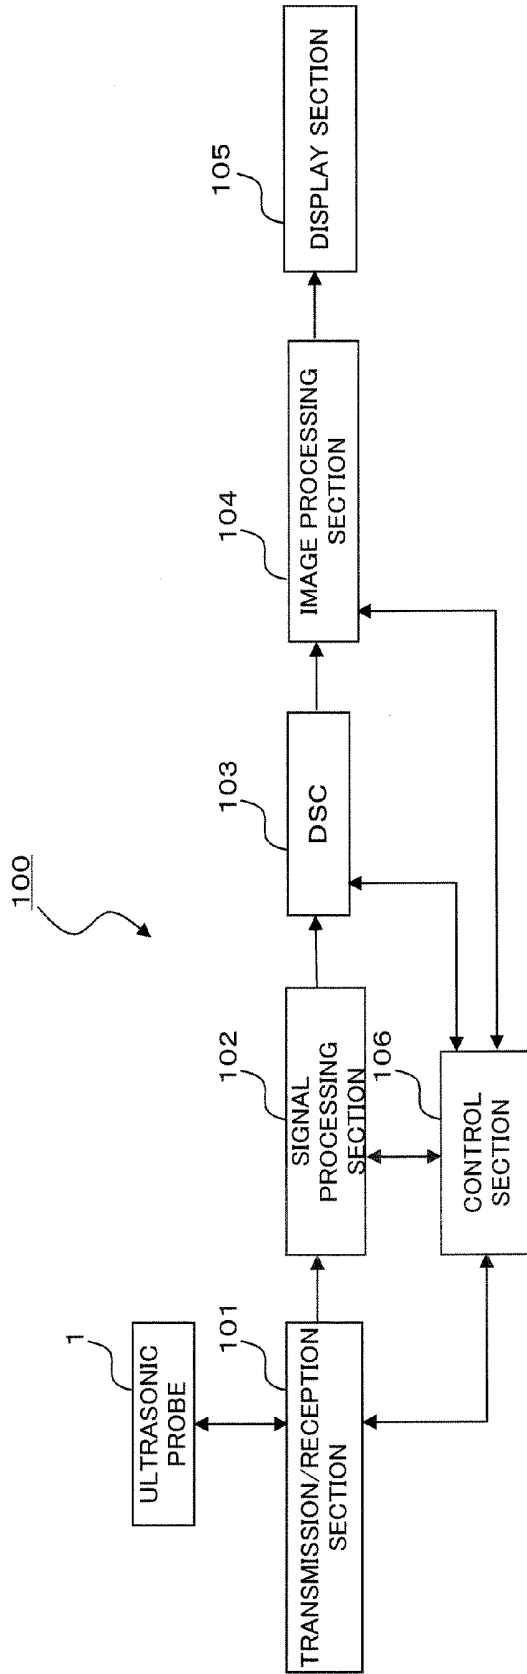 100
1
ULTRASONIC
PROBE
101
TRANSMISSION/RECEPTION
SECTION
102
SIGNAL
PROCESSING
SECTION
103
DSC
104
IMAGE PROCESSING
SECTION
105
DISPLAY SECTION
106
CONTROL
SECTION